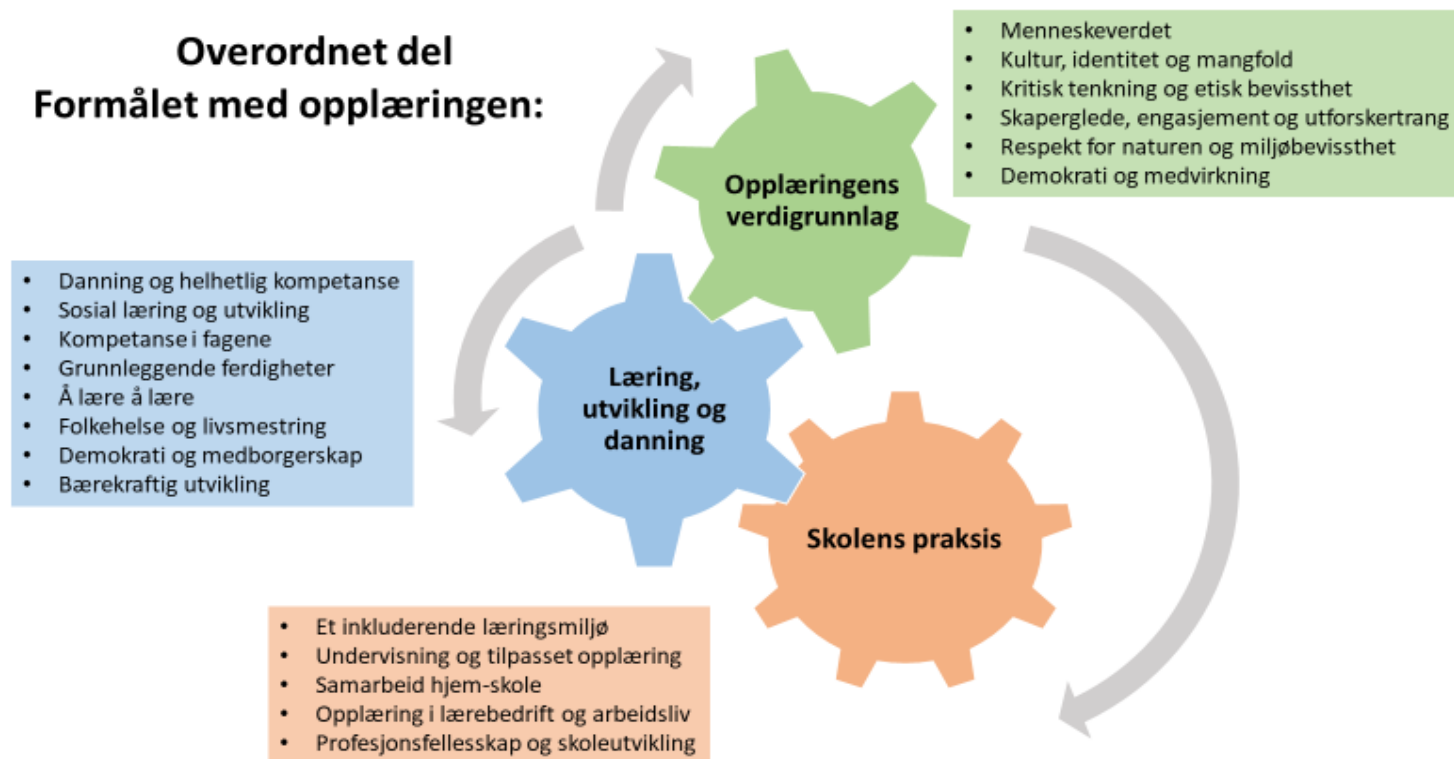 Overordnet del
Formålet med opplæringen:
• Menneskeverdet
• Kultur, identitet og mangfold
• Kritisk tenkning og etisk bevissthet
• Skaperglede, engasjement og utforskertrang
• Respekt for naturen og miljøbevissthet
• Demokrati og medvirkning
Opplæringens
verdigrunnlag
• Danning og helhetlig kompetanse
• Sosial læring og utvikling
• Kompetanse i fagene
• Grunnleggende ferdigheter
• Å lære å lære
• Folkehelse og livsmestring
• Demokrati og medborgerskap
• Bærekraftig utvikling
Læring,
utvikling og
danning
Skolens praksis
• Et inkluderende læringsmiljø
• Undervisning og tilpasset opplæring
• Samarbeid hjem-skole
• Opplæring i lærebedrift og arbeidsliv
• Profesjonsfellesskap og skoleutvikling